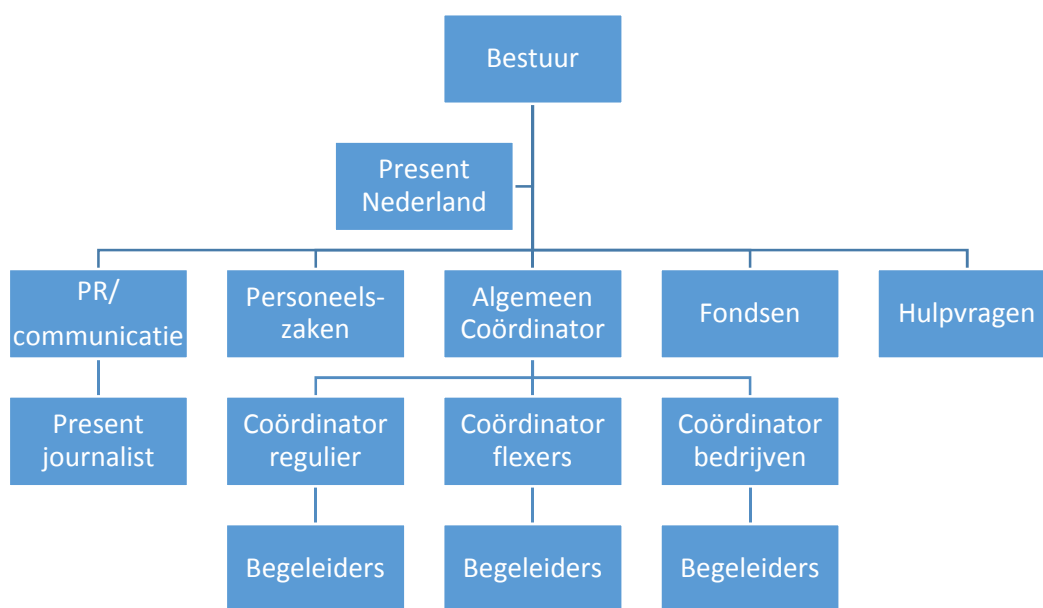 Bestuur
Present
Nederland
PR/
communicatie
Personeels-
zaken
Algemeen
Coördinator
Fondsen
Hulpvragen
Present
journalist
Coördinator
regulier
Coördinator
flexers
Coördinator
bedrijven
Begeleiders
Begeleiders
Begeleiders